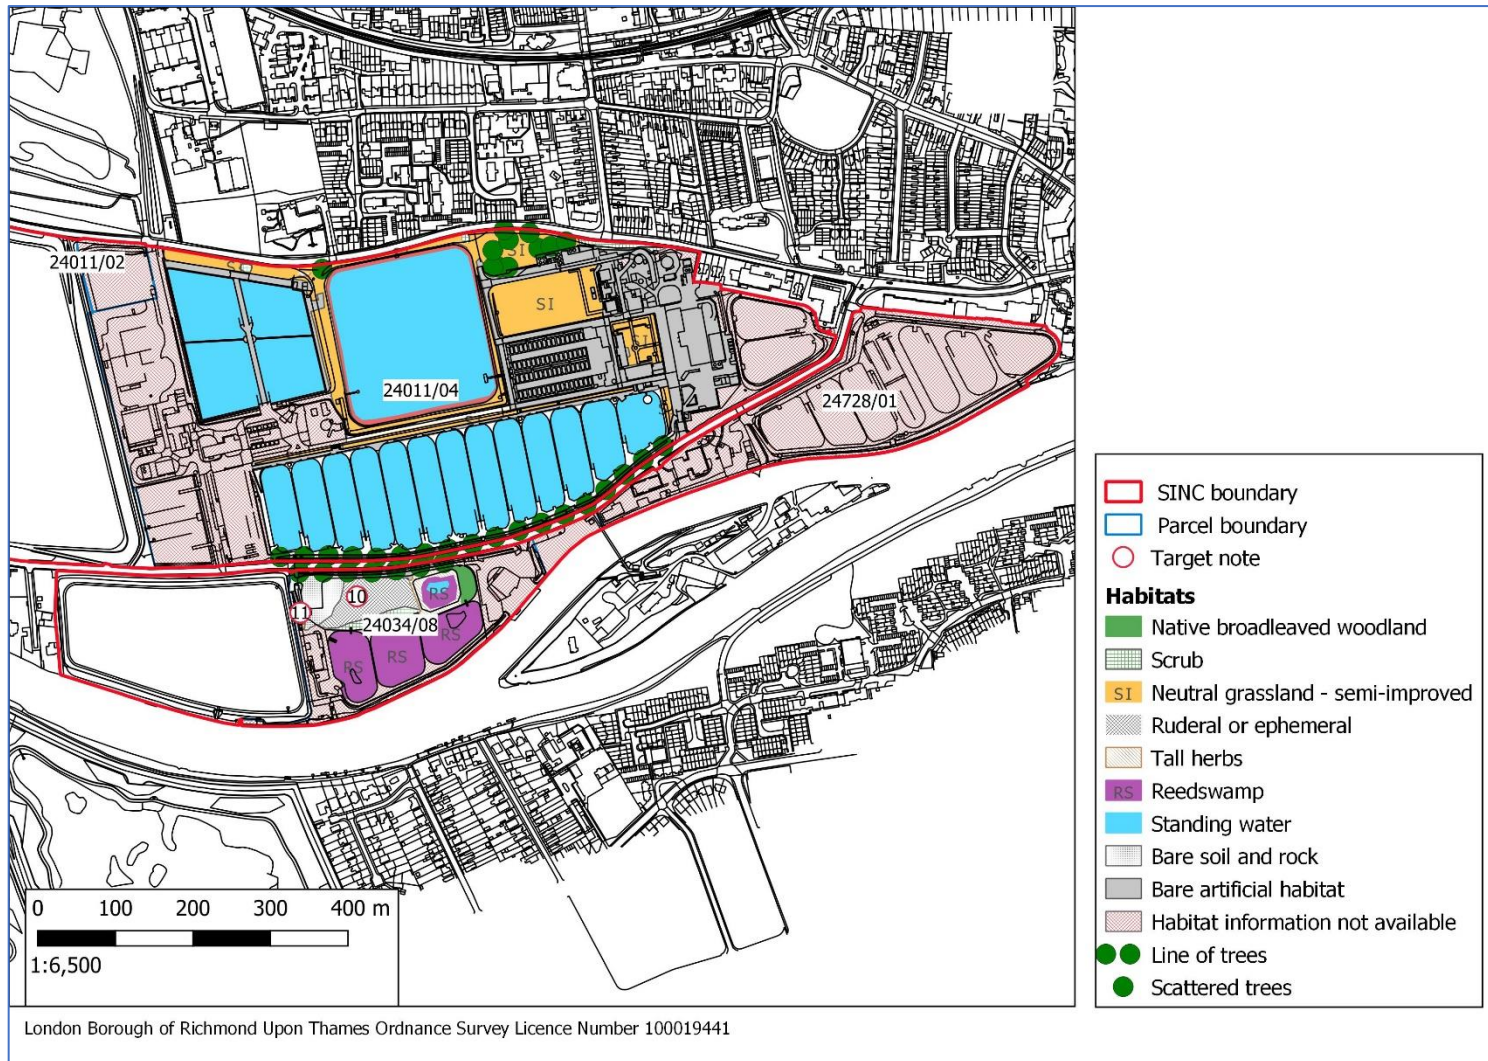 24011/02
SI
SI
SI
24011/04
24728/01
10
11
24034/08
RS
RS
RS
RS
0 100 200 300 400 m
1:6,500
SINC boundary
Parcel boundary
Target note
Habitats
Native broadleaved woodland
Scrub
SI Neutral grassland - semi-improved
Ruderal or ephemeral
Tall herbs
RS Reedswamp
Standing water
Bare soil and rock
Bare artificial habitat
Habitat information not available
Line of trees
Scattered trees
London Borough of Richmond Upon Thames Ordnance Survey Licence Number 100019441